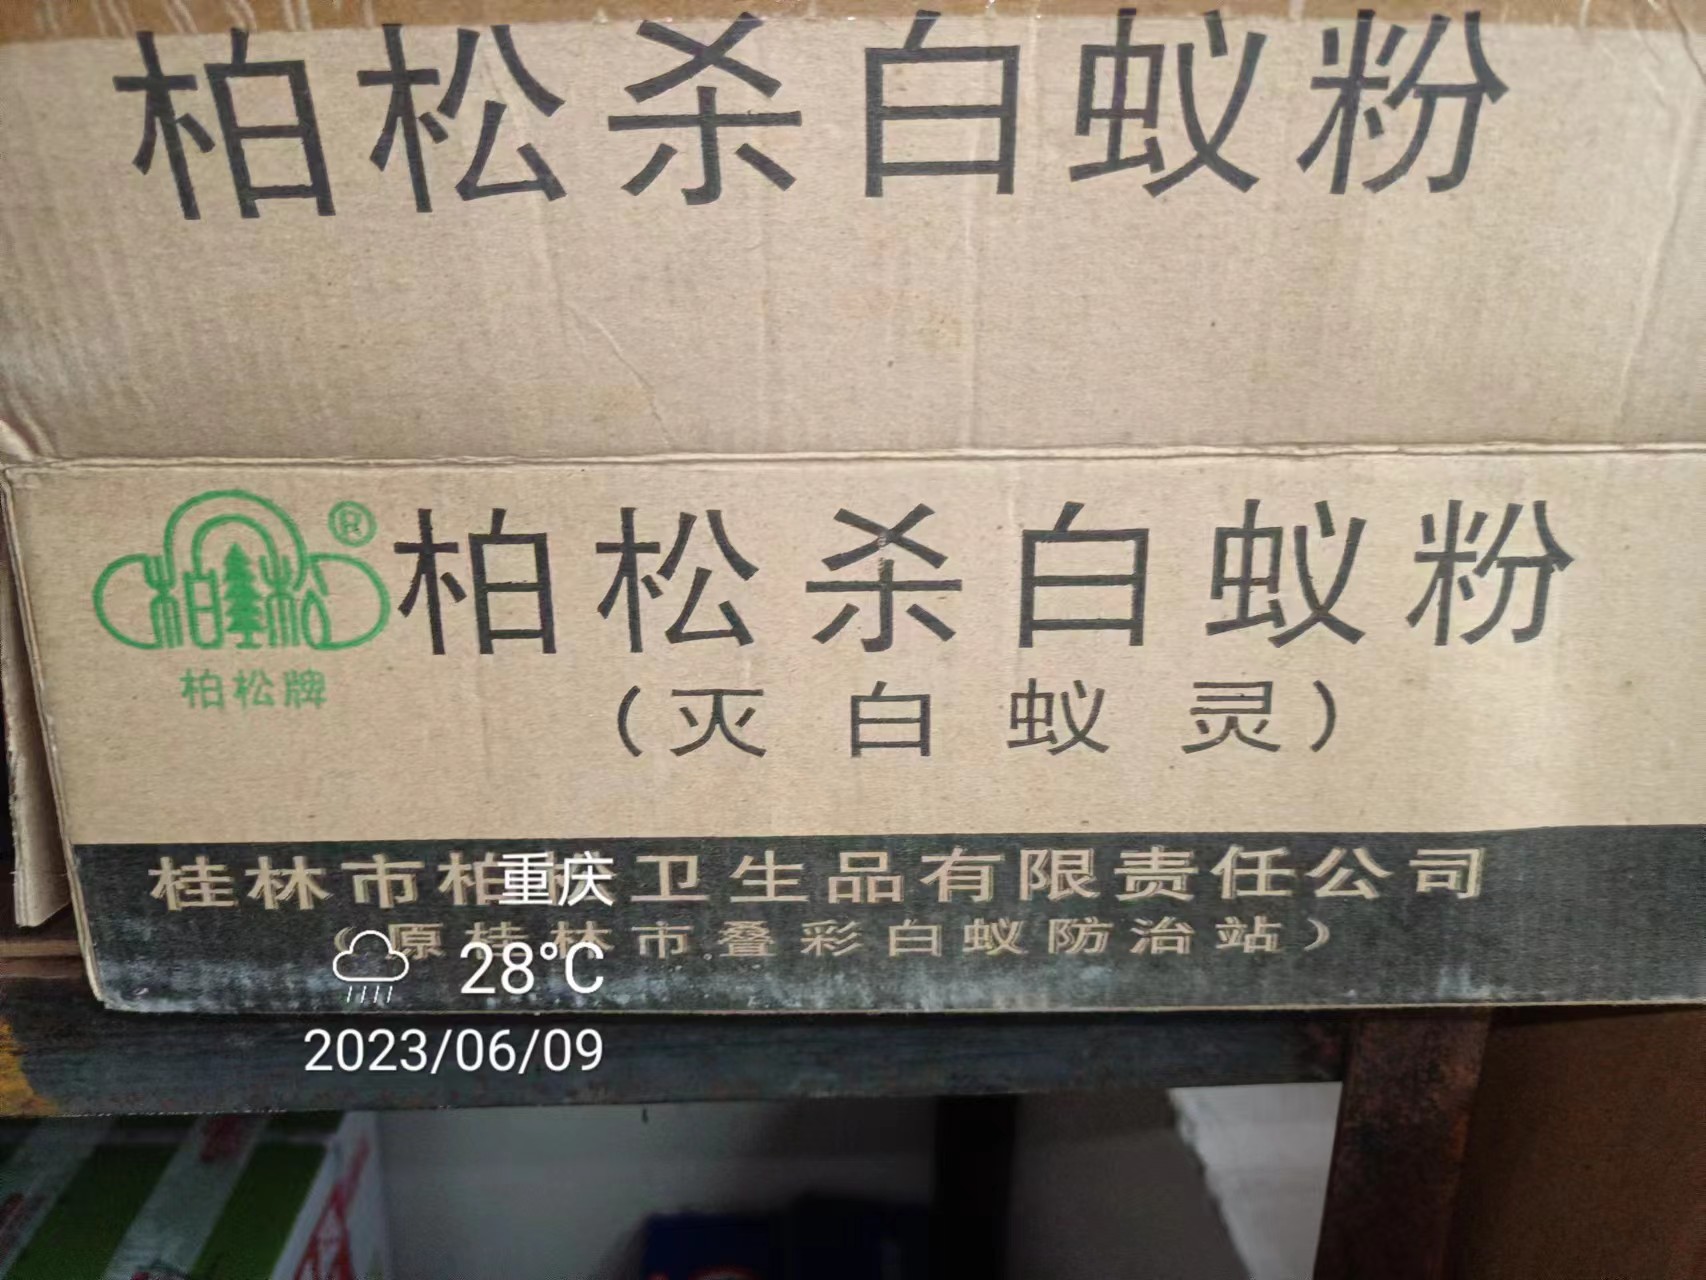 柏松杀白蚁粉
柏松
®
柏松牌
柏松杀白蚁粉
(灭白蚁灵)
桂林市柏 卫生品有限责任公司
(原桂林市叠彩白蚁防治站)
重庆
28°C
2023/06/09